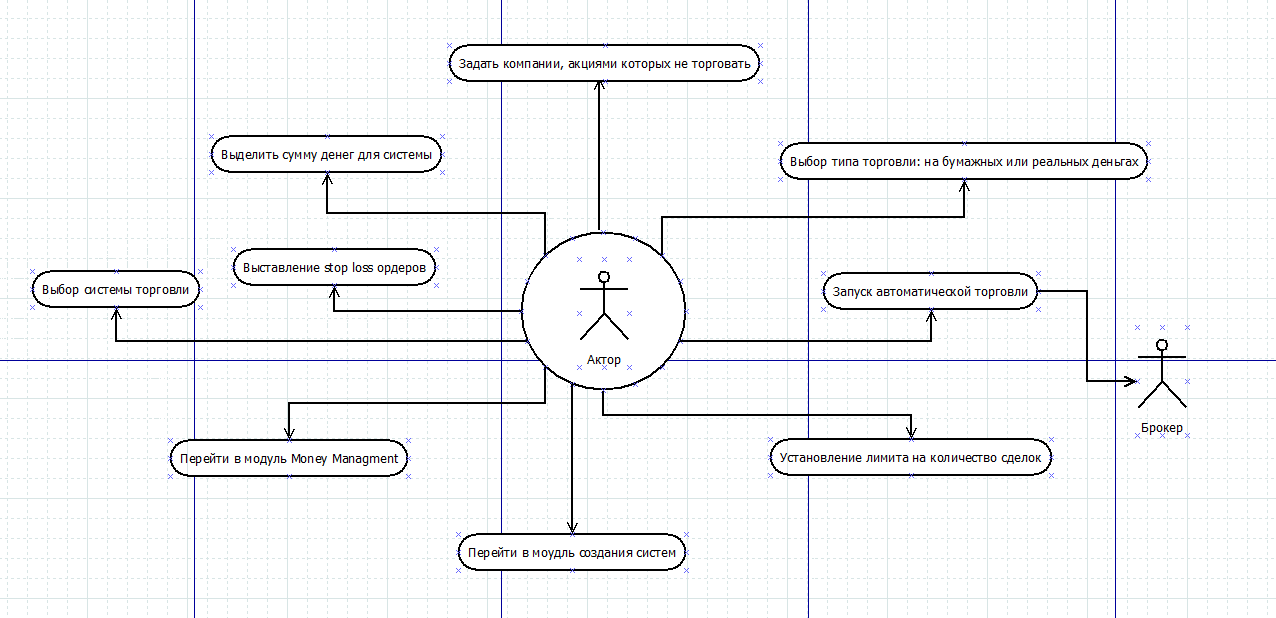 Задать компании, акциями которых не торговать
Выделить сумму денег для системы
Выбор типа торговли: на бумажных или реальных деньгах
Выставление stop loss ордеров
Выбор системы торговли
Запуск автоматической торговли
Актор
Брокер
Перейти в модуль Money Managment
Установление лимита на количество сделок
Перейти в моудль создания систем